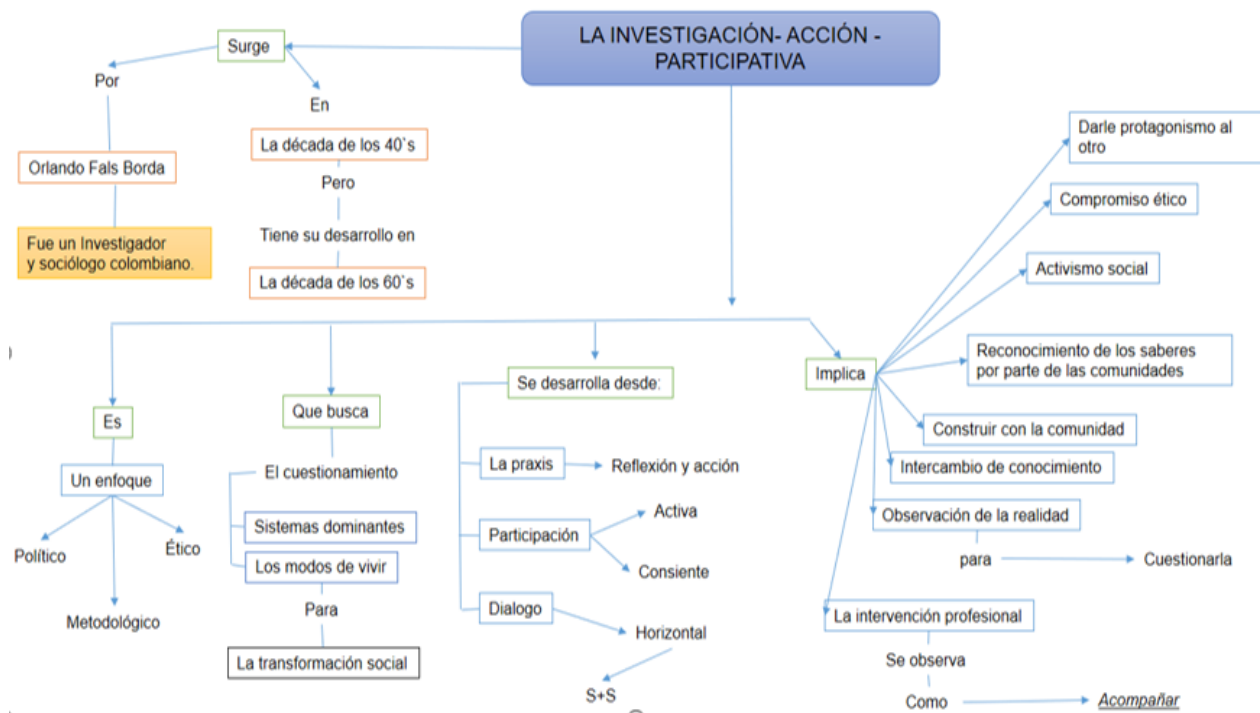 LA INVESTIGACIÓN- ACCIÓN -
PARTICIPATIVA
Surge
Por
Orlando Fals Borda
Fue un Investigador
y sociólogo colombiano.
En
La década de los 40`s
Pero
Tiene su desarrollo en
La década de los 60`s
Es
Un enfoque
Político
Metodológico
Ético
Que busca
El cuestionamiento
Sistemas dominantes
Los modos de vivir
Para
La transformación social
Se desarrolla desde:
La praxis
Reflexión y acción
Participación
Activa
Consiente
Dialogo
Horizontal
S+S
Implica
Darle protagonismo al
otro
Compromiso ético
Activismo social
Reconocimiento de los saberes
por parte de las comunidades
Construir con la comunidad
Intercambio de conocimiento
Observación de la realidad
para
Cuestionarla
La intervención profesional
Se observa
Como
Acompañar